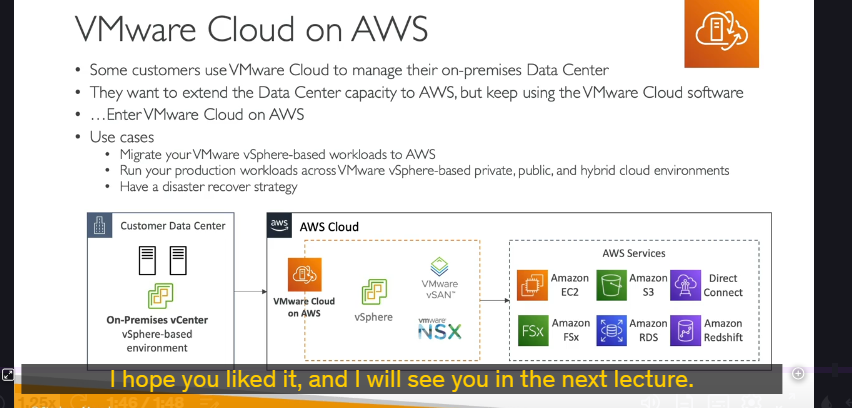 VMware Cloud on AWS
• Some customers use VMware Cloud to manage their on-premises Data Center
• They want to extend the Data Center capacity to AWS, but keep using the VMware Cloud software
• …Enter VMware Cloud on AWS
• Use cases
• Migrate your VMware vSphere-based workloads to AWS
• Run your production workloads across VMware vSphere-based private, public, and hybrid cloud environments
• Have a disaster recover strategy
Customer Data Center
On-Premises vCenter
vSphere-based
environment
aws
AWS Cloud
VMware Cloud
on AWS
vSphere
VMware
vSAN™
vmware
NSX
AWS Services
Amazon
EC2
Amazon
S3
Direct
Connect
FSx
Amazon
FSx
Amazon
RDS
Amazon
Redshift
I hope you liked it, and I will see you in the next lecture.
1.25x
1:46 / 1:48